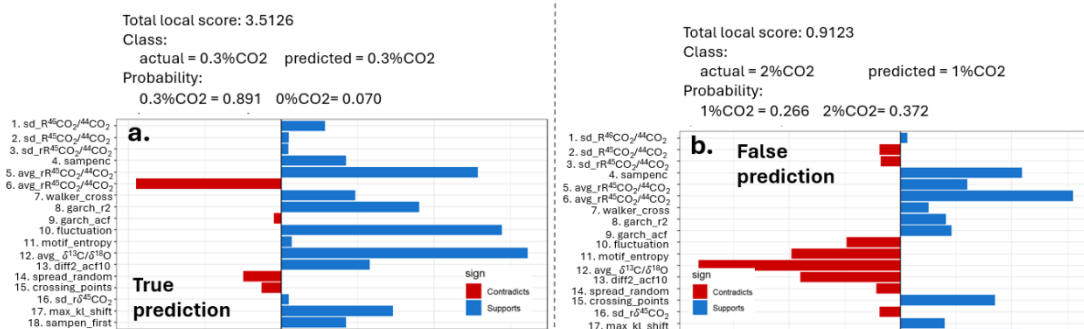 Total local score: 3.5126
Class:
actual = 0.3%CO2 predicted = 0.3%CO2
Probability:
0.3%CO2 = 0.891 0%CO2= 0.070
a.
1. sd_R⁴⁶CO₂/⁴⁴CO₂
2. sd_R⁴⁵CO₂/⁴⁴CO₂
3. sd_rR⁴⁵CO₂/⁴⁴CO₂
4. sampenc
5. avg_rR⁴⁵CO₂/⁴⁴CO₂
6. avg_rR⁴⁵CO₂/⁴⁴CO₂
7. walker_cross
8. garch_r2
9. garch_acf
10. fluctuation
11. motif_entropy
12. avg_ δ¹³C/δ¹⁸O
13. diff2_acf10
14. spread_random
15. crossing_points
16. sd_rδ⁴⁵CO₂
17. max_kl_shift
18. sampen_first
True
prediction
sign
Contradicts
Supports
Total local score: 0.9123
Class:
actual = 2%CO2 predicted = 1%CO2
Probability:
1%CO2 = 0.266 2%CO2= 0.372
b.
False
prediction
1. sd_R⁴⁶CO₂/⁴⁴CO₂
2. sd_R⁴⁵CO₂/⁴⁴CO₂
3. sd_rR⁴⁵CO₂/⁴⁴CO₂
4. sampenc
5. avg_rR⁴⁵CO₂/⁴⁴CO₂
6. avg_rR⁴⁵CO₂/⁴⁴CO₂
7. walker_cross
8. garch_r2
9. garch_acf
10. fluctuation
11. motif_entropy
12. avg_ δ¹³C/δ¹⁸O
13. diff2_acf10
14. spread_random
15. crossing_points
16. sd_rδ⁴⁵CO₂
17. max_kl_shift
sign
Contradicts
Supports